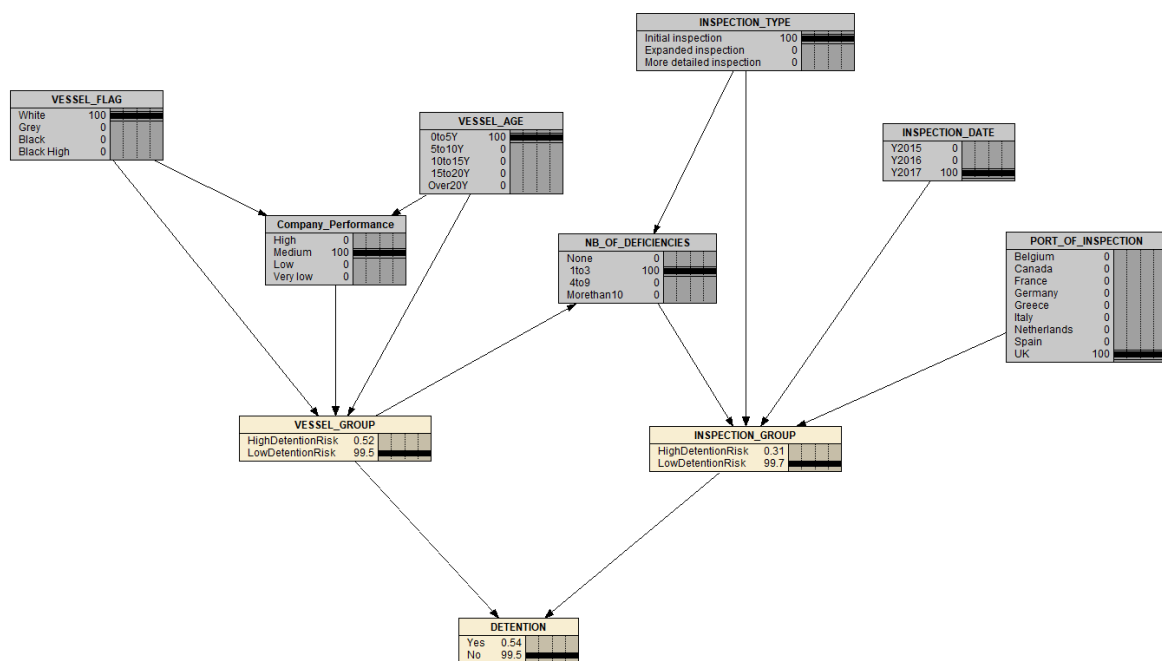 INSPECTION_TYPE
Initial inspection 100
Expanded inspection 0
More detailed inspection 0
VESSEL_FLAG
White 100
Grey 0
Black 0
Black High 0
VESSEL_AGE
0to5Y 100
5to10Y 0
10to15Y 0
15to20Y 0
Over20Y 0
INSPECTION_DATE
Y2015 0
Y2016 0
Y2017 100
Company_Performance
High 0
Medium 100
Low 0
Very low 0
NB_OF_DEFICIENCIES
None 0
1to3 100
4to9 0
Morethan10 0
PORT_OF_INSPECTION
Belgium 0
Canada 0
France 0
Germany 0
Greece 0
Italy 0
Netherlands 0
Spain 0
UK 100
VESSEL_GROUP
HighDetentionRisk 0.52
LowDetentionRisk 99.5
INSPECTION_GROUP
HighDetentionRisk 0.31
LowDetentionRisk 99.7
DETENTION
Yes 0.54
No 99.5